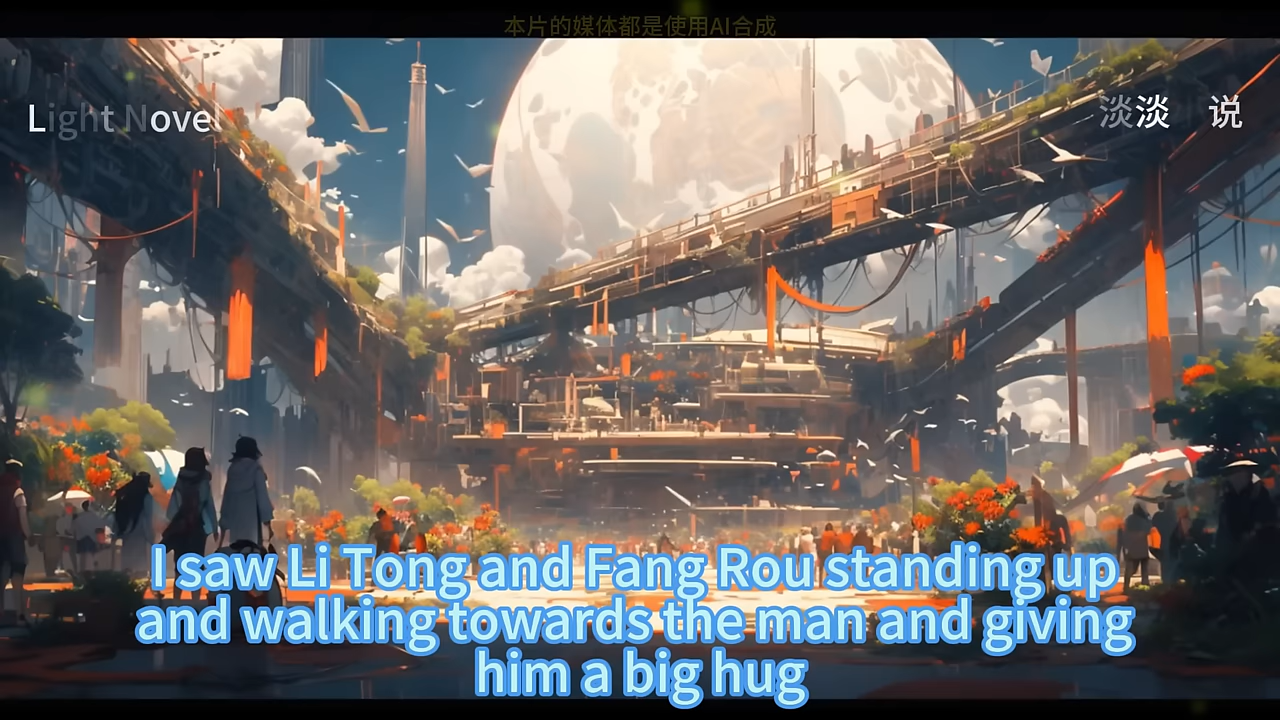 本片的媒体都是使用AI合成
Light Novel
淡淡 说
I saw Li Tong and Fang Rou standing up
and walking towards the man and giving
him a big hug